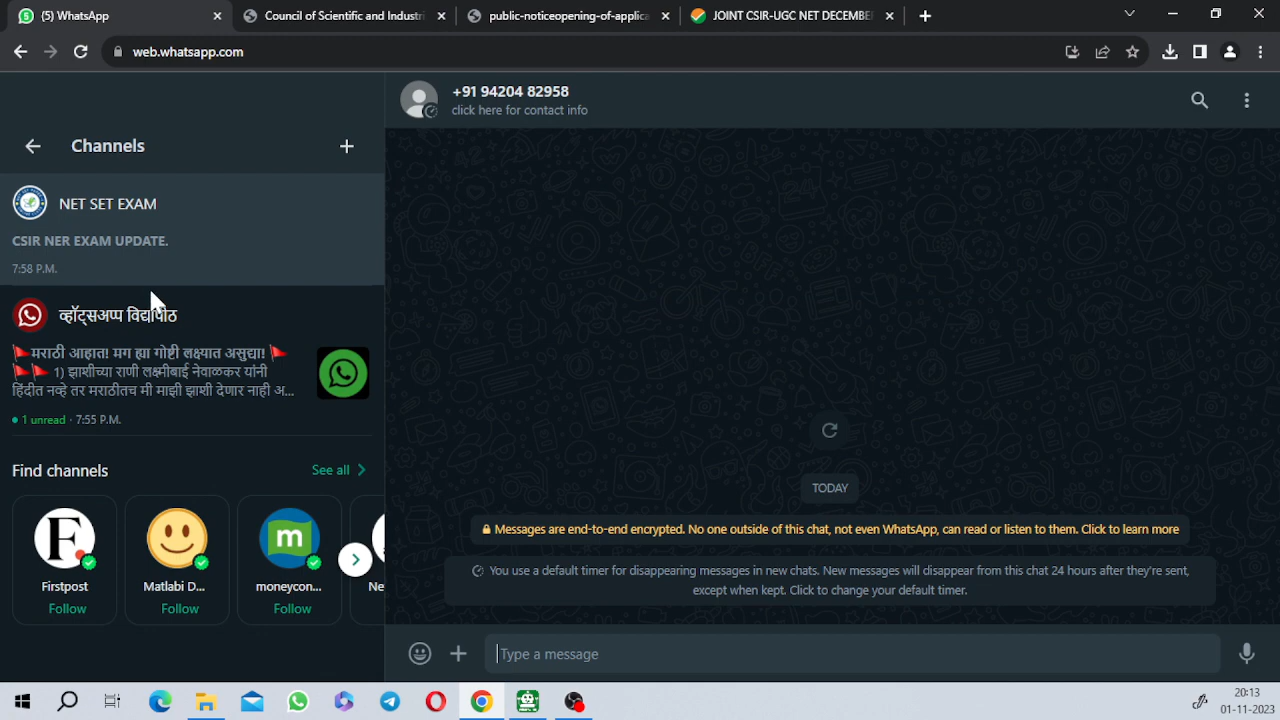 (5) WhatsApp
Council of Scientific and Industri
public-noticeopening-of-applica
JOINT CSIR-UGC NET DECEMBE
web.whatsapp.com
Channels
NET SET EXAM
CSIR NER EXAM UPDATE.
7:58 P.M.
व्हॉट्सअप्प विद्यापीठ
🚩मराठी आहात! मग ह्या गोष्टी लक्ष्यात असुद्या! 🚩
🚩🚩 1) झाशीच्या राणी लक्ष्मीबाई नेवाळकर यांनी
हिंदीत नव्हे तर मराठीतच मी माझी झाशी देणार नाही अ...
1 unread · 7:55 P.M.
Find channels
See all
Firstpost
Follow
Matlabi D...
Follow
moneycon...
Follow
Ne
+91 94204 82958
click here for contact info
TODAY
Messages are end-to-end encrypted. No one outside of this chat, not even WhatsApp, can read or listen to them. Click to learn more
You use a default timer for disappearing messages in new chats. New messages will disappear from this chat 24 hours after they're sent,
except when kept. Click to change your default timer.
Type a message
20:13
01-11-2023